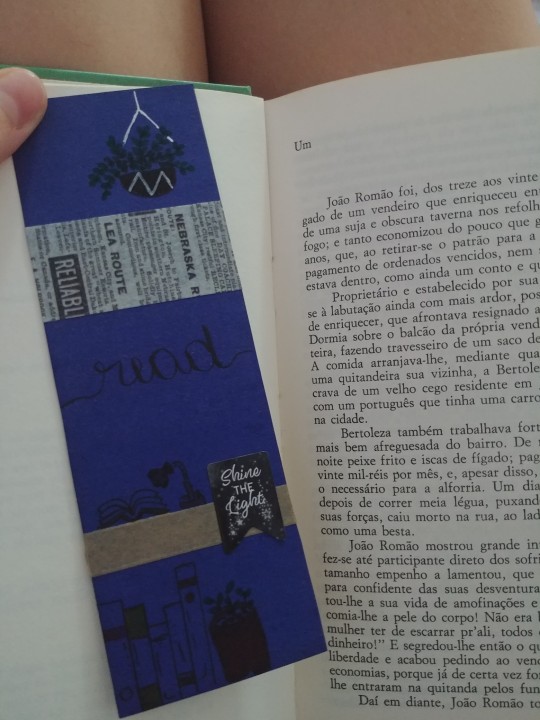 NEBRASKA R
LEA ROUTE
RELIABL
read
Shine
THE
Light
Um
João Romão foi, dos treze aos vinte
gado de um vendeiro que enriqueceu en
de uma suja e obscura taverna nos refolh
fogo; e tanto economizou do pouco que g
anos, que, ao retirar-se o patrão para a
pagamento de ordenados vencidos, nem
estava dentro, como ainda um conto e qu
Proprietário e estabelecido por sua
se à labutação ainda com mais ardor, pos
de enriquecer, que afrontava resignado a
Dormia sobre o balcão da própria vend
teira, fazendo travesseiro de um saco de
A comida arranjava-lhe, mediante qua
uma quitandeira sua vizinha, a Bertole
crava de um velho cego residente em
com um português que tinha uma carro
na cidade.
Bertoleza também trabalhava fort
mais bem afreguesada do bairro. De
noite peixe frito e iscas de fígado; pag
vinte mil-réis por mês, e, apesar disso,
o necessário para a alforria. Um dia
depois de correr meia légua, puxand
suas forças, caiu morto na rua, ao lad
como uma besta.
João Romão mostrou grande in
fez-se até participante direto dos sofri
tamanho empenho a lamentou, que
para confidente das suas desventura
tou-lhe a sua vida de amofinações e
comia-lhe a pele do corpo! Não era
mulher ter de escarrar pr'ali, todos
dinheiro!" E segredou-lhe então o qu
liberdade e acabou pedindo ao vend
economias, porque já de certa vez for
lhe entraram na quitanda pelos fun
Daí em diante, João Romão to